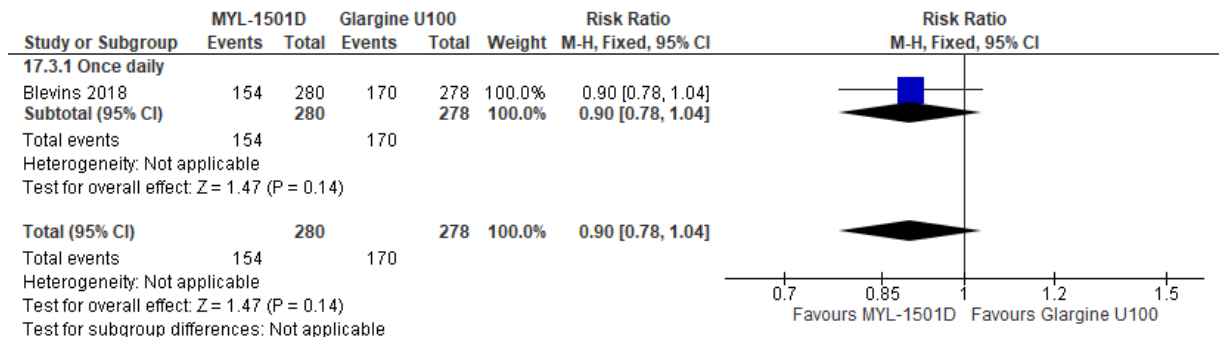 MYL-1501D Glargine U100 Risk Ratio Risk Ratio
Study or Subgroup Events Total Events Total Weight M-H, Fixed, 95% CI M-H, Fixed, 95% CI
17.3.1 Once daily
Blevins 2018 154 280 170 278 100.0% 0.90 [0.78, 1.04]
Subtotal (95% CI) 280 278 100.0% 0.90 [0.78, 1.04]
Total events 154 170
Heterogeneity: Not applicable
Test for overall effect: Z = 1.47 (P = 0.14)
Total (95% CI) 280 278 100.0% 0.90 [0.78, 1.04]
Total events 154 170
Heterogeneity: Not applicable
Test for overall effect: Z = 1.47 (P = 0.14)
Test for subgroup differences: Not applicable
0.7 0.85 1 1.2 1.5
Favours MYL-1501D Favours Glargine U100